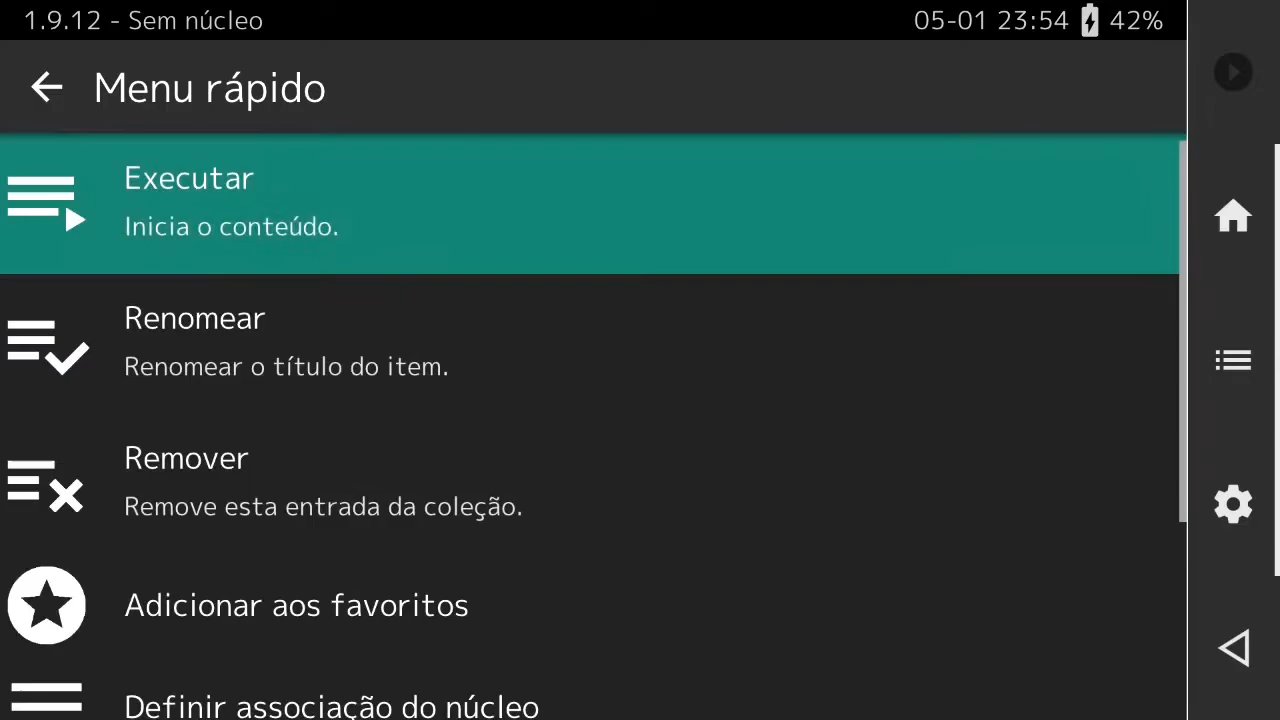 1.9.12 - Sem núcleo
05-01 23:54 42%
Menu rápido
Executar
Inicia o conteúdo.
Renomear
Renomear o título do item.
Remover
Remove esta entrada da coleção.
Adicionar aos favoritos
Definir associação do núcleo